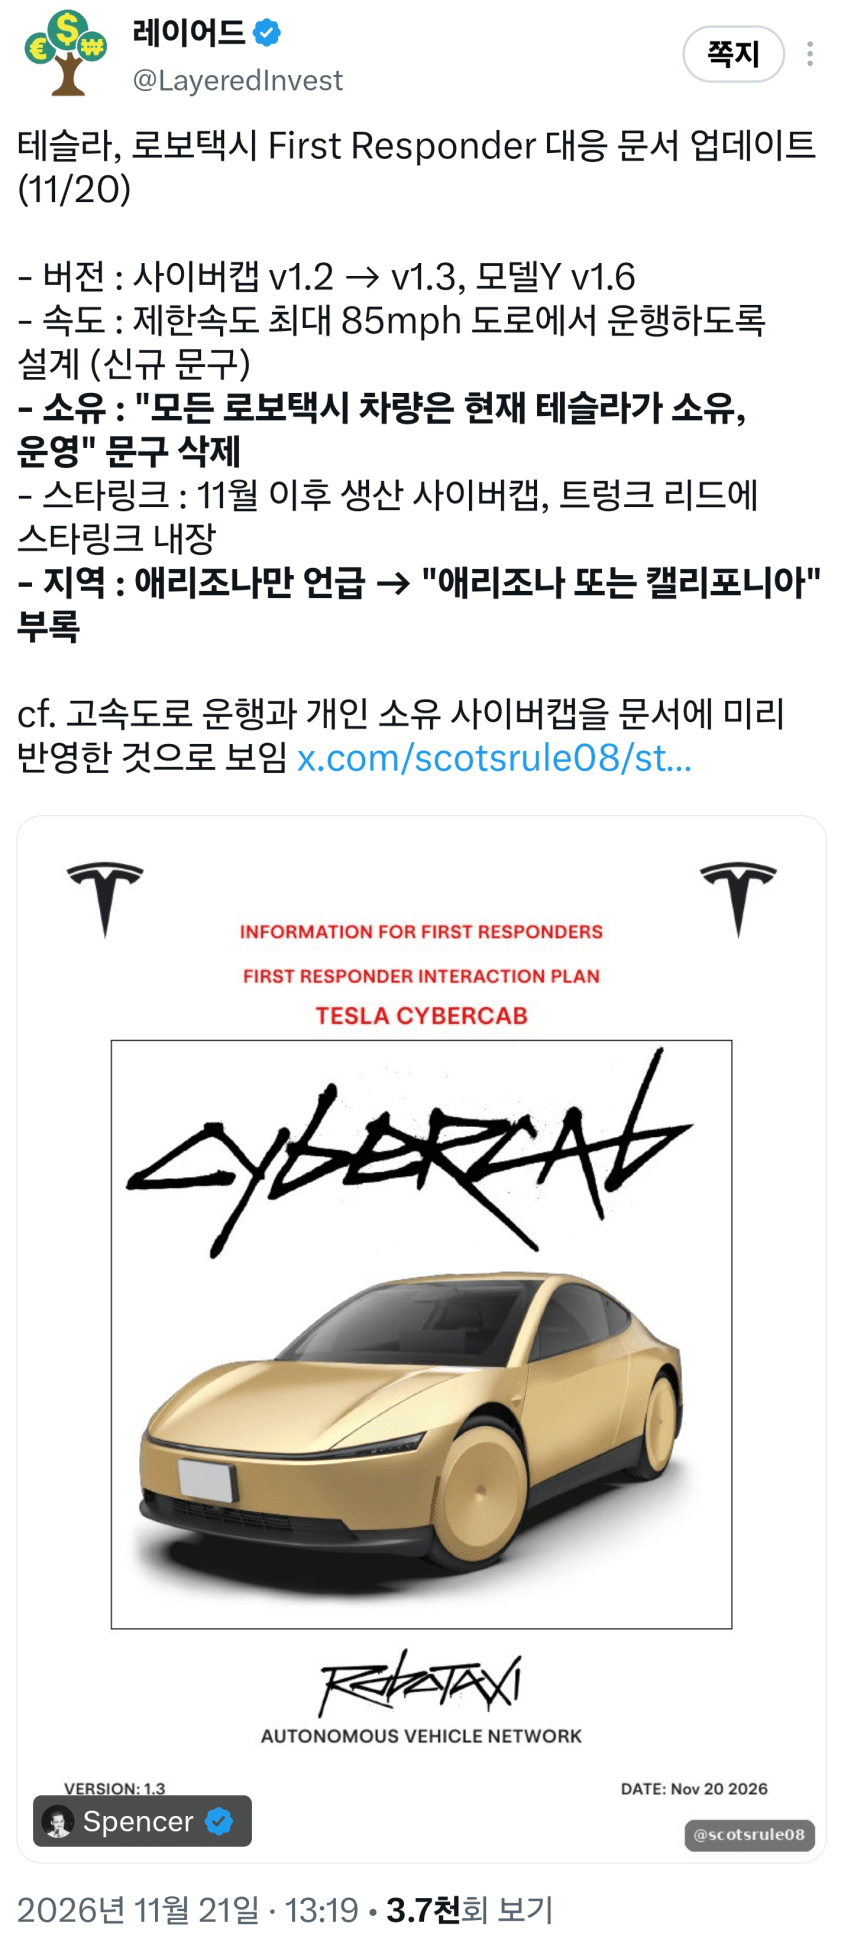 레이어드
쪽지
@LayeredInvest
테슬라, 로보택시 First Responder 대응 문서 업데이트
(11/20)
- 버전 : 사이버캡 v1.2 → v1.3, 모델Y v1.6
- 속도 : 제한속도 최대 85mph 도로에서 운행하도록
설계 (신규 문구)
- 소유 : "모든 로보택시 차량은 현재 테슬라가 소유,
운영" 문구 삭제
- 스타링크 : 11월 이후 생산 사이버캡, 트렁크 리드에
스타링크 내장
- 지역 : 애리조나만 언급 → "애리조나 또는 캘리포니아"
부록
cf. 고속도로 운행과 개인 소유 사이버캡을 문서에 미리
반영한 것으로 보임 x.com/scotsrule08/st...
INFORMATION FOR FIRST RESPONDERS
FIRST RESPONDER INTERACTION PLAN
TESLA CYBERCAB
cybERcAb
RoboTAXi
AUTONOMOUS VEHICLE NETWORK
VERSION: 1.3
DATE: Nov 20 2026
Spencer
@scotsrule08
2026년 11월 21일 · 13:19 • 3.7천회 보기